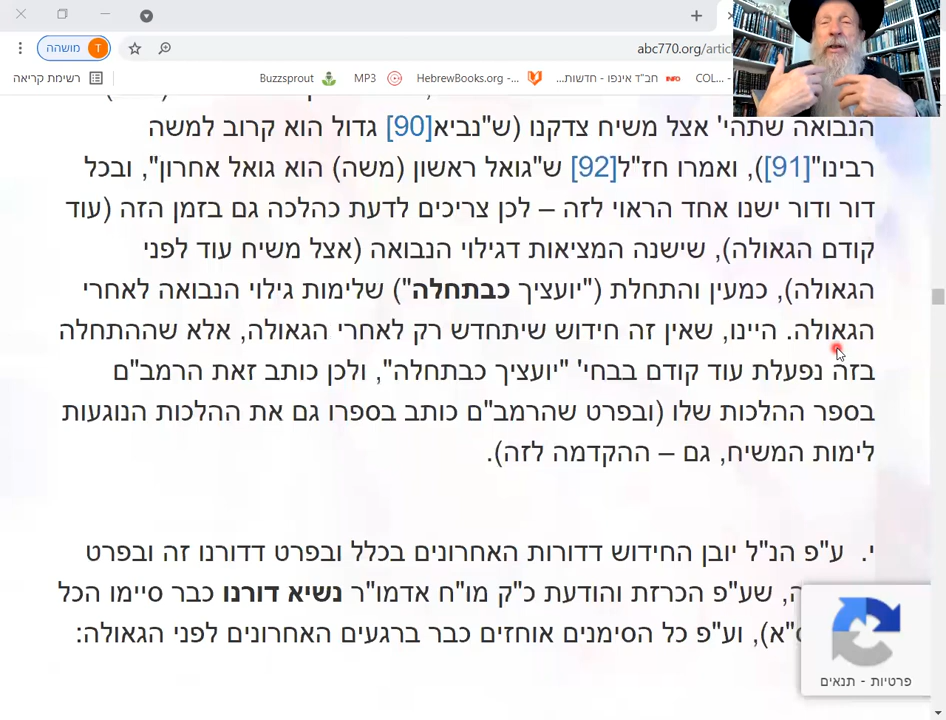 abc770.org/artic
מושהה
רשימת קריאה
Buzzsprout
MP3
HebrewBooks.org -...
חב"ד אינפו - חדשות...
COL...
הנבואה שתהי' אצל משיח צדקנו (ש"נביא[90] גדול הוא קרוב למשה
רבינו"[91]), ואמרו חז"ל[92] ש"גואל ראשון (משה) הוא גואל אחרון", ובכל
דור ודור ישנו אחד הראוי לזה – לכן צריכים לדעת כהלכה גם בזמן הזה (עוד
קודם הגאולה), שישנה המציאות דגילוי הנבואה (אצל משיח עוד לפני
הגאולה), כמעין והתחלת ("יועציך כבתחלה") שלימות גילוי הנבואה לאחרי
הגאולה. היינו, שאין זה חידוש שיתחדש רק לאחרי הגאולה, אלא שההתחלה
בזה נפעלת עוד קודם בבחי' "יועציך כבתחלה", ולכן כותב זאת הרמב"ם
בספר ההלכות שלו (ובפרט שהרמב"ם כותב בספרו גם את ההלכות הנוגעות
לימות המשיח, גם – ההקדמה לזה).
י. ע"פ הנ"ל יובן החידוש דדורות האחרונים בכלל ובפרט דדורנו זה ובפרט
ה, שע"פ הכרזת והודעת כ"ק מו"ח אדמו"ר נשיא דורנו כבר סיימו הכל
ס"א), וע"פ כל הסימנים אוחזים כבר ברגעים האחרונים לפני הגאולה:
פרטיות - תנאים